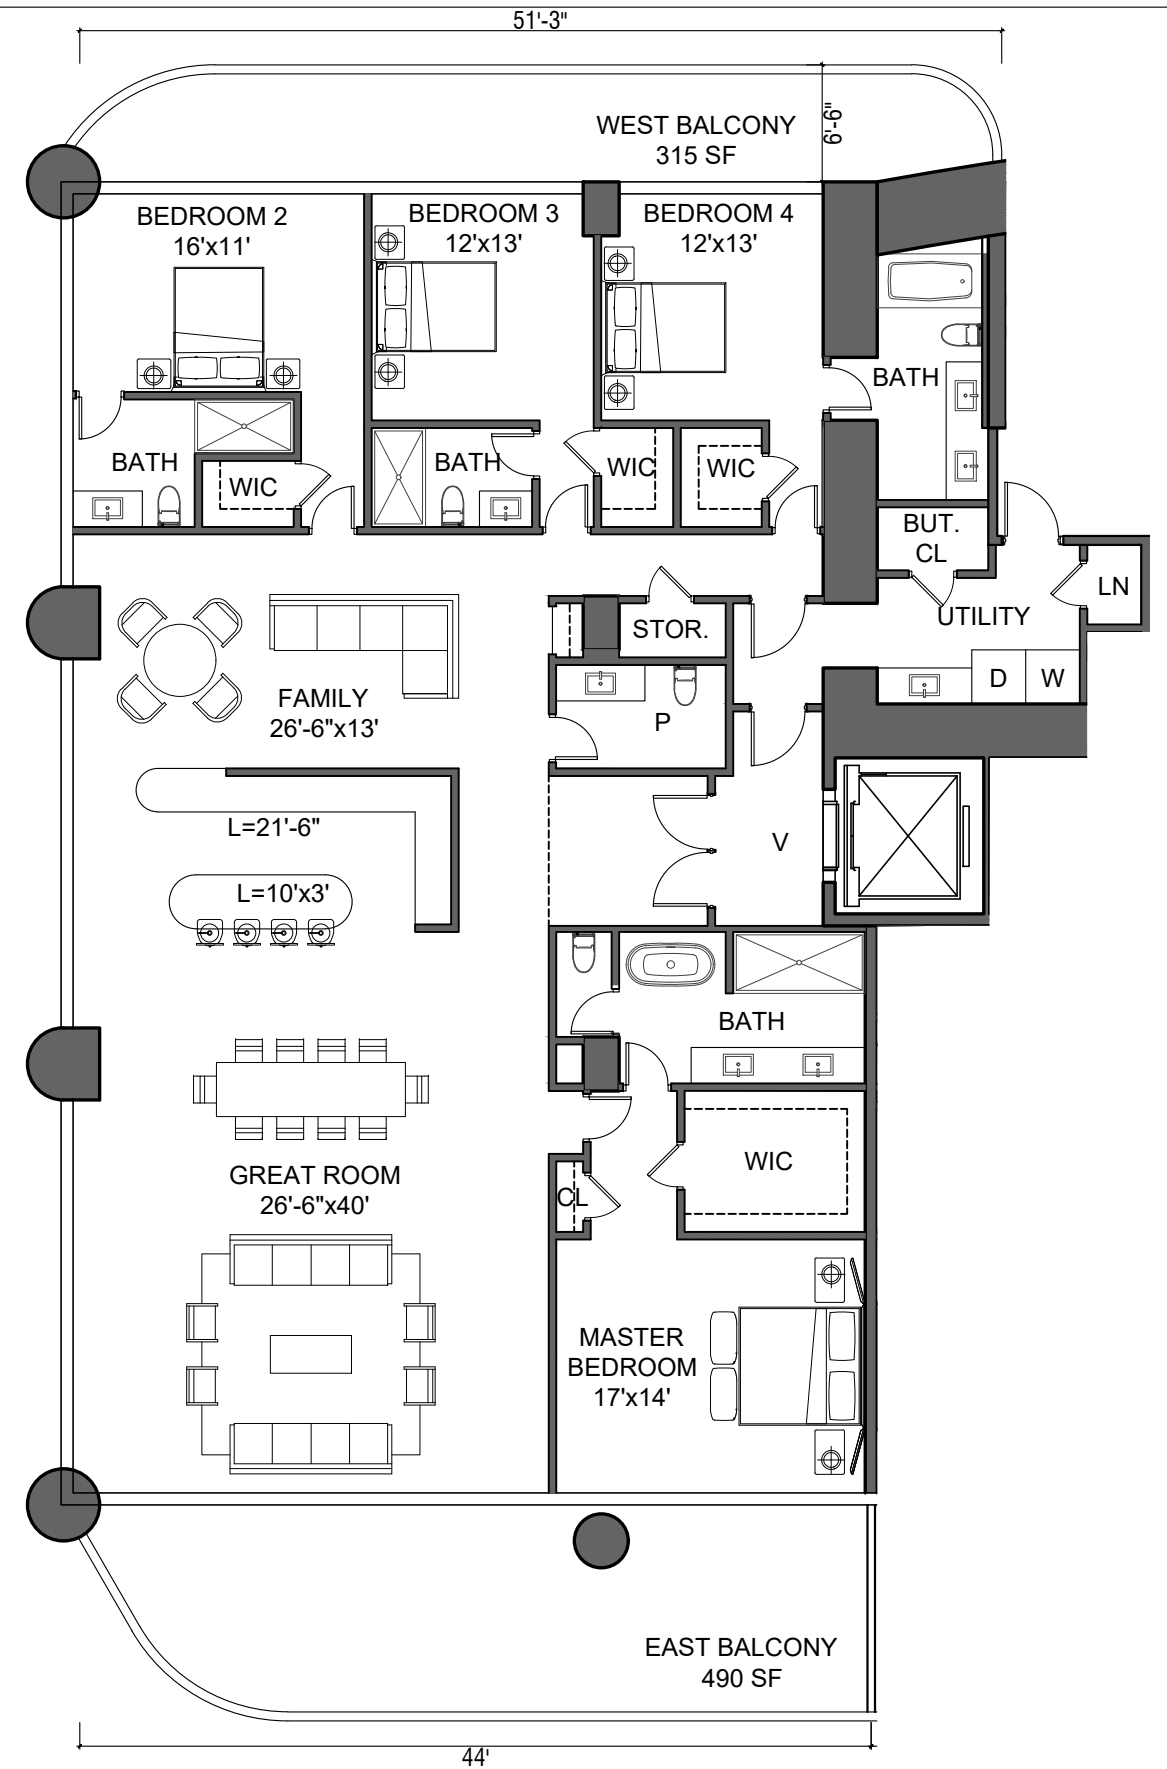 51'-3"
WEST BALCONY
315 SF
6'-6"
BEDROOM 2
16'x11'
BEDROOM 3
12'x13'
BEDROOM 4
12'x13'
BATH
BATH
WIC
BATH
WIC
WIC
BUT.
CL
LN
UTILITY
STOR.
D
W
FAMILY
26'-6"x13'
P
L=21'-6"
V
L=10'x3'
BATH
GREAT ROOM
26'-6"x40'
WIC
CL
MASTER
BEDROOM
17'x14'
EAST BALCONY
490 SF
44'